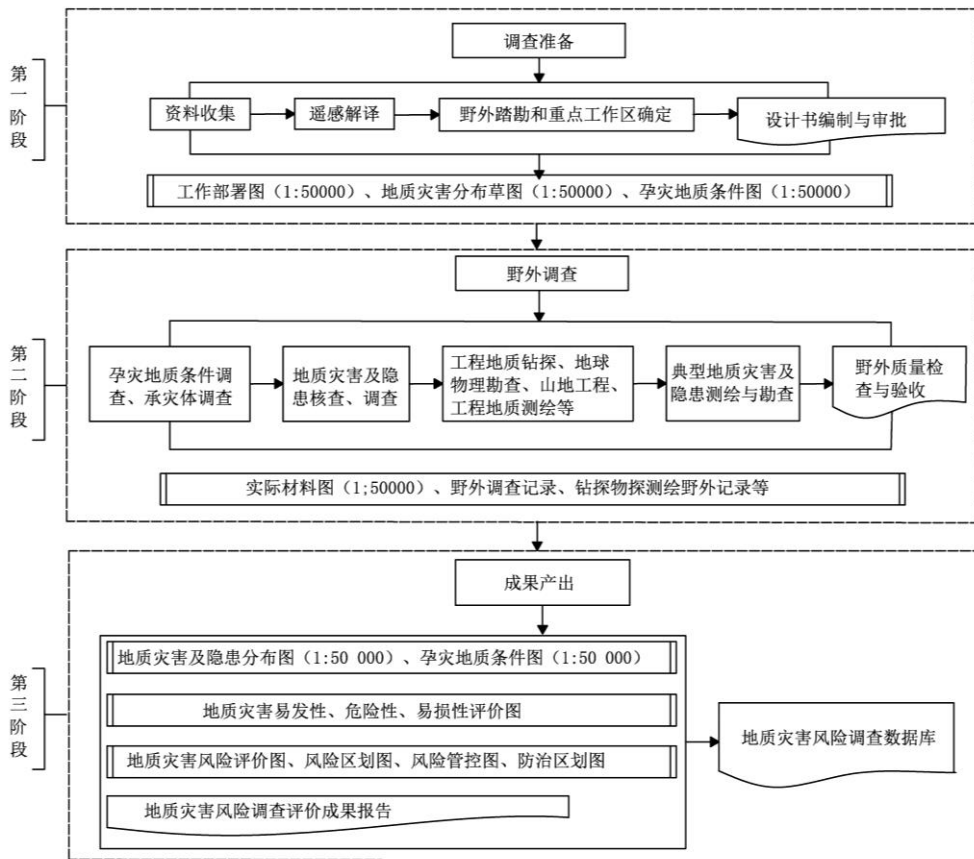 第一阶段
调查准备
资料收集
遥感解译
野外踏勘和重点工作区确定
设计书编制与审批
工作部署图（1:50000）、地质灾害分布草图（1:50000）、孕灾地质条件图（1:50000）
第二阶段
野外调查
孕灾地质条件调
查、承灾体调查
地质灾害及隐
患核查、调查
工程地质钻探、地球
物理勘查、山地工程、
工程地质测绘等
典型地质灾害及
隐患测绘与勘查
野外质量检
查与验收
实际材料图（1;50000）、野外调查记录、钻探物探测绘野外记录等
第三阶段
成果产出
地质灾害及隐患分布图（1:50 000）、孕灾地质条件图（1:50 000）
地质灾害易发性、危险性、易损性评价图
地质灾害风险评价图、风险区划图、风险管控图、防治区划图
地质灾害风险调查评价成果报告
地质灾害风险调查数据库